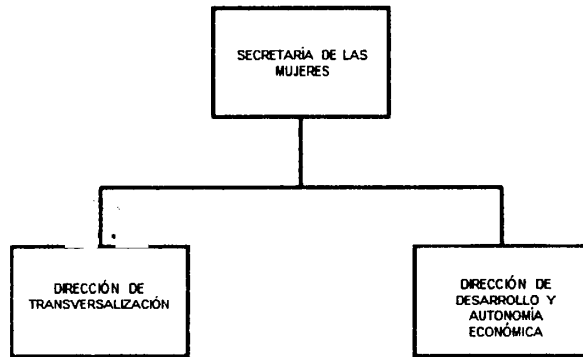 SECRETARÍA DE LAS
MUJERES
DIRECCIÓN DE
TRANSVERSALIZACIÓN
DIRECCIÓN DE
DESARROLLO Y
AUTONOMÍA
ECONÓMICA